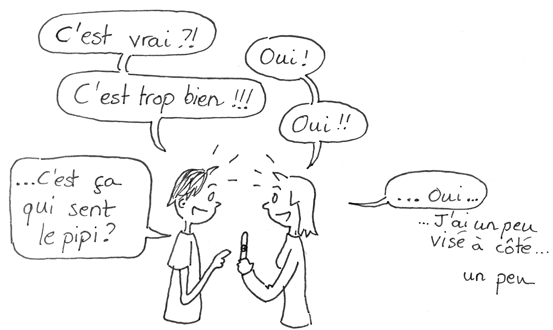 C'est vrai?!
Oui!
C'est trop bien!!!
Oui!!
...C'est ça
qui sent
le pipi?
...Oui...
...J'ai un peu
visé à côté...
un peu